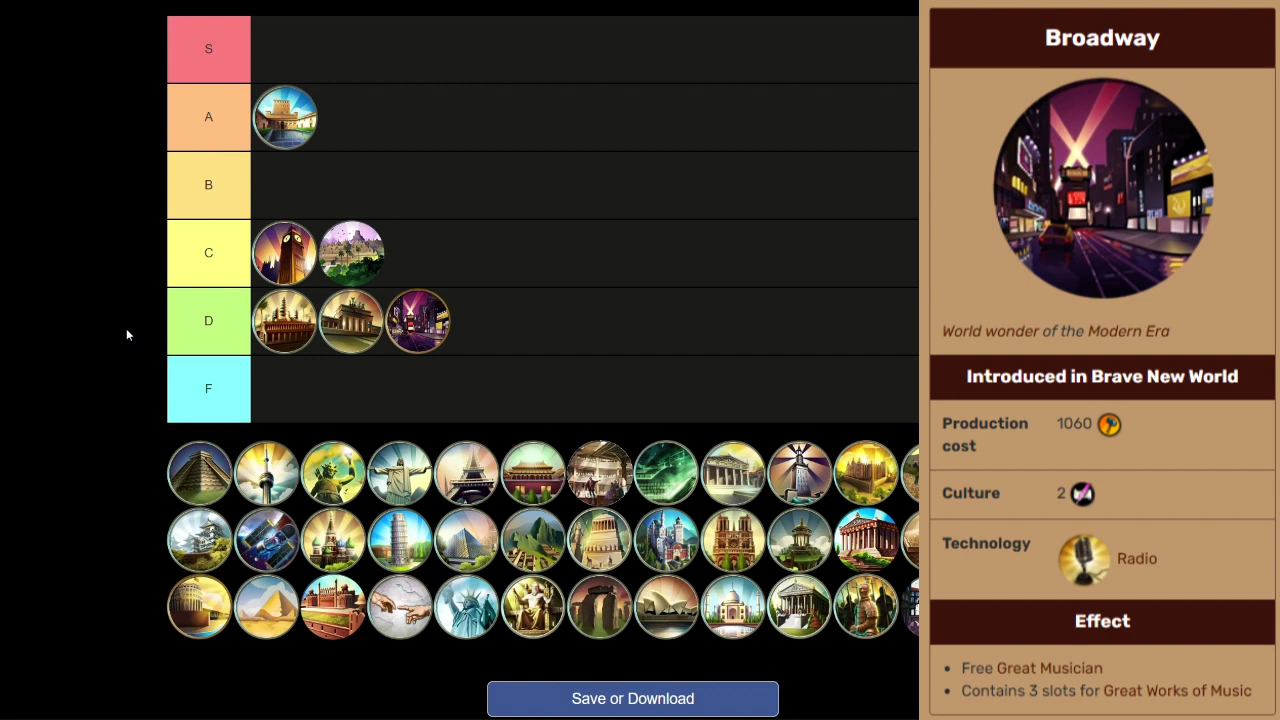 S
A
B
C
D
F
Save or Download
Broadway
World wonder of the Modern Era
Introduced in Brave New World
Production cost
1060
Culture
2
Technology
Radio
Effect
Free Great Musician
Contains 3 slots for Great Works of Music